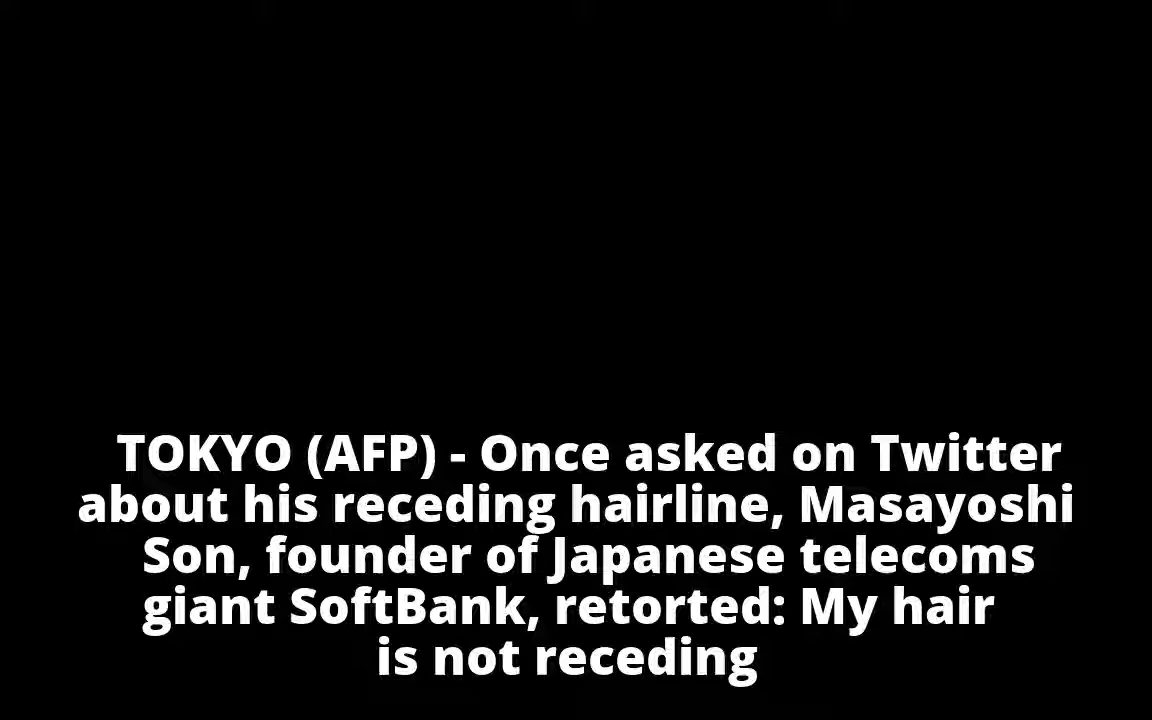 TOKYO (AFP) - Once asked on Twitter
about his receding hairline, Masayoshi
Son, founder of Japanese telecoms
giant SoftBank, retorted: My hair
is not receding